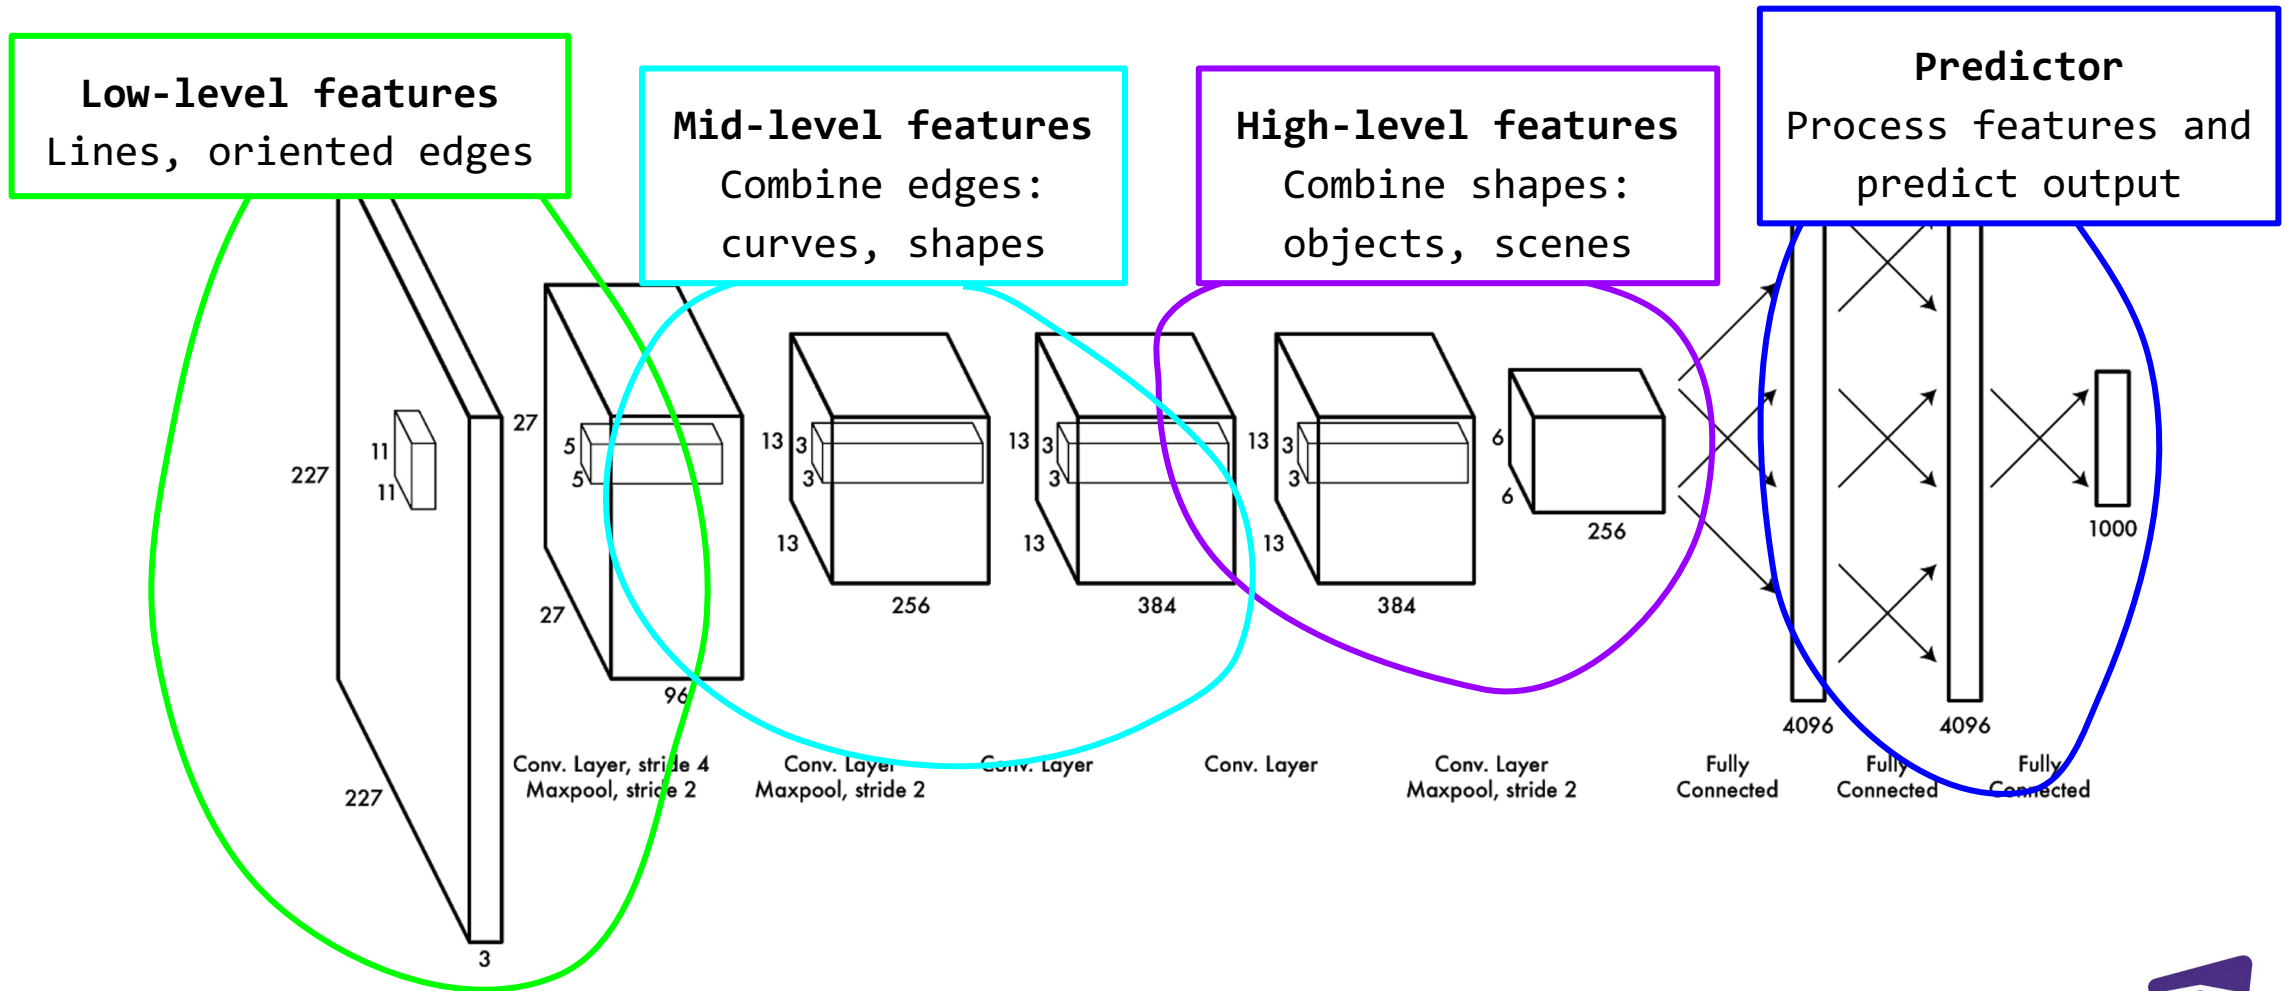 Low-level features
Lines, oriented edges
Mid-level features
Combine edges:
curves, shapes
High-level features
Combine shapes:
objects, scenes
Predictor
Process features and
predict output
227
11
11
227
3
27
5
5
27
96
13
3
3
13
256
13
3
3
13
384
13
3
3
13
384
6
6
256
4096
4096
1000
Conv. Layer, stride 4
Maxpool, stride 2
Conv. Layer
Maxpool, stride 2
Conv. Layer
Conv. Layer
Conv. Layer
Maxpool, stride 2
Fully
Connected
Fully
Connected
Fully
Connected